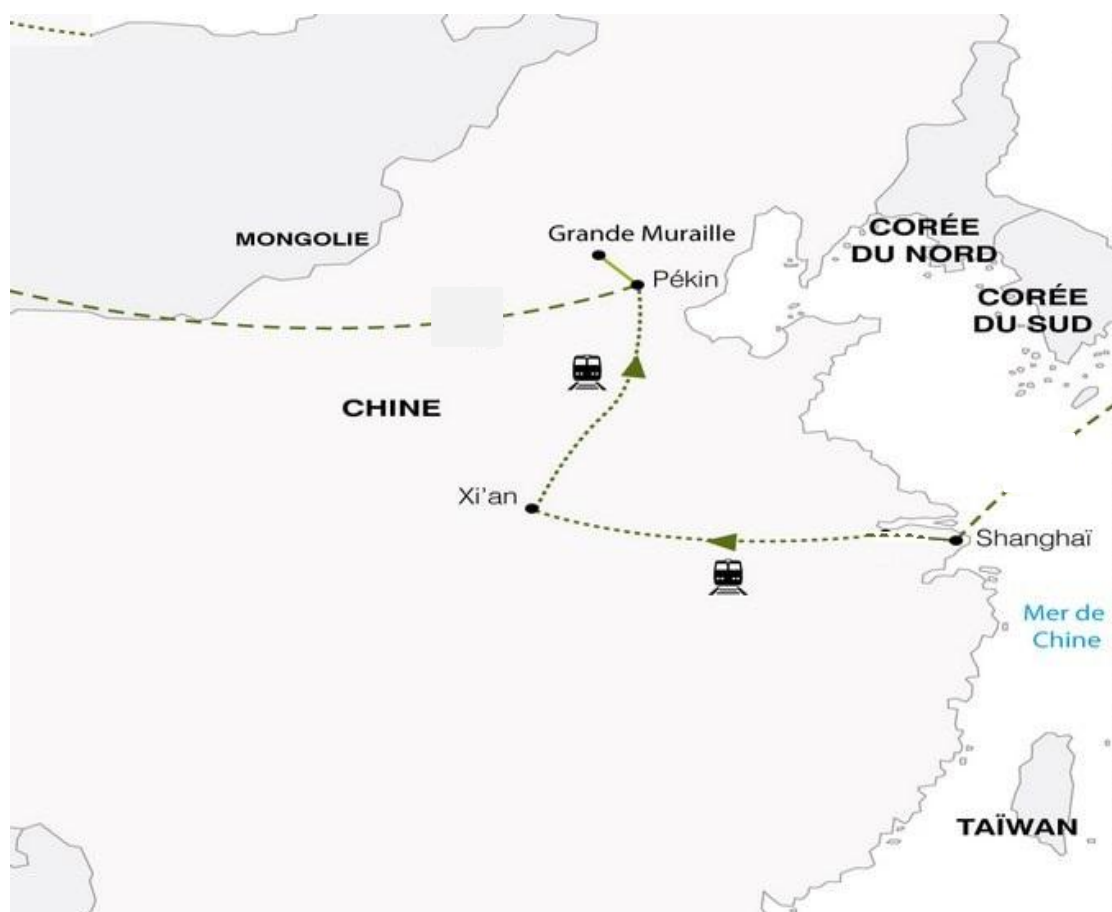 MONGOLIE
Grande Muraille
Pékin
CORÉE
DU NORD
CORÉE
DU SUD
CHINE
Xi'an
Shanghaï
Mer de
Chine
TAÏWAN